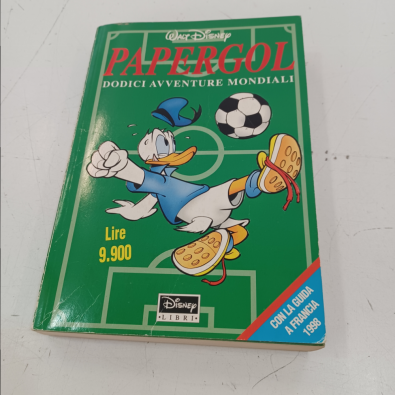 Walt Disney
PAPERGOL
DODICI AVVENTURE MONDIALI
Lire
9.900
CON LA GUIDA
A FRANCIA
1998
Disney
LIBRI